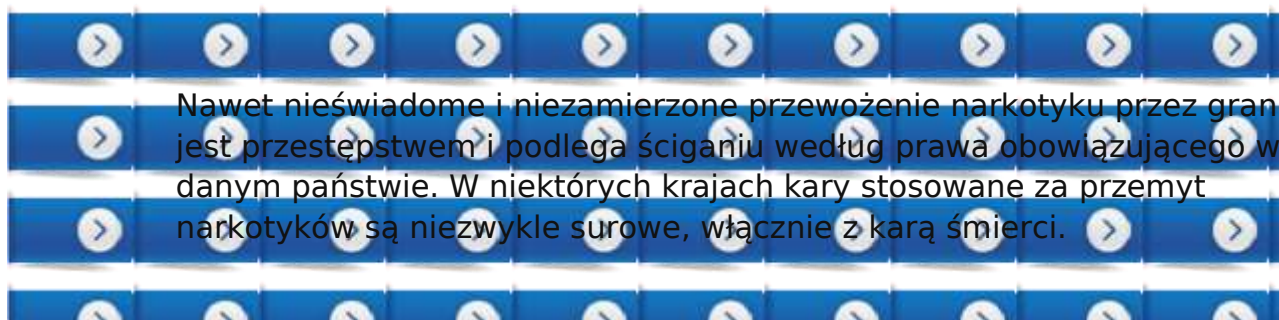 Nawet nieświadome i niezamierzone przewożenie narkotyku przez
jest przestępstwem i podlega ściganiu według prawa obowiązującego w
danym państwie. W niektórych krajach kary stosowane za przemyt
narkotyków są niezwykle surowe, włącznie z karą śmierci.